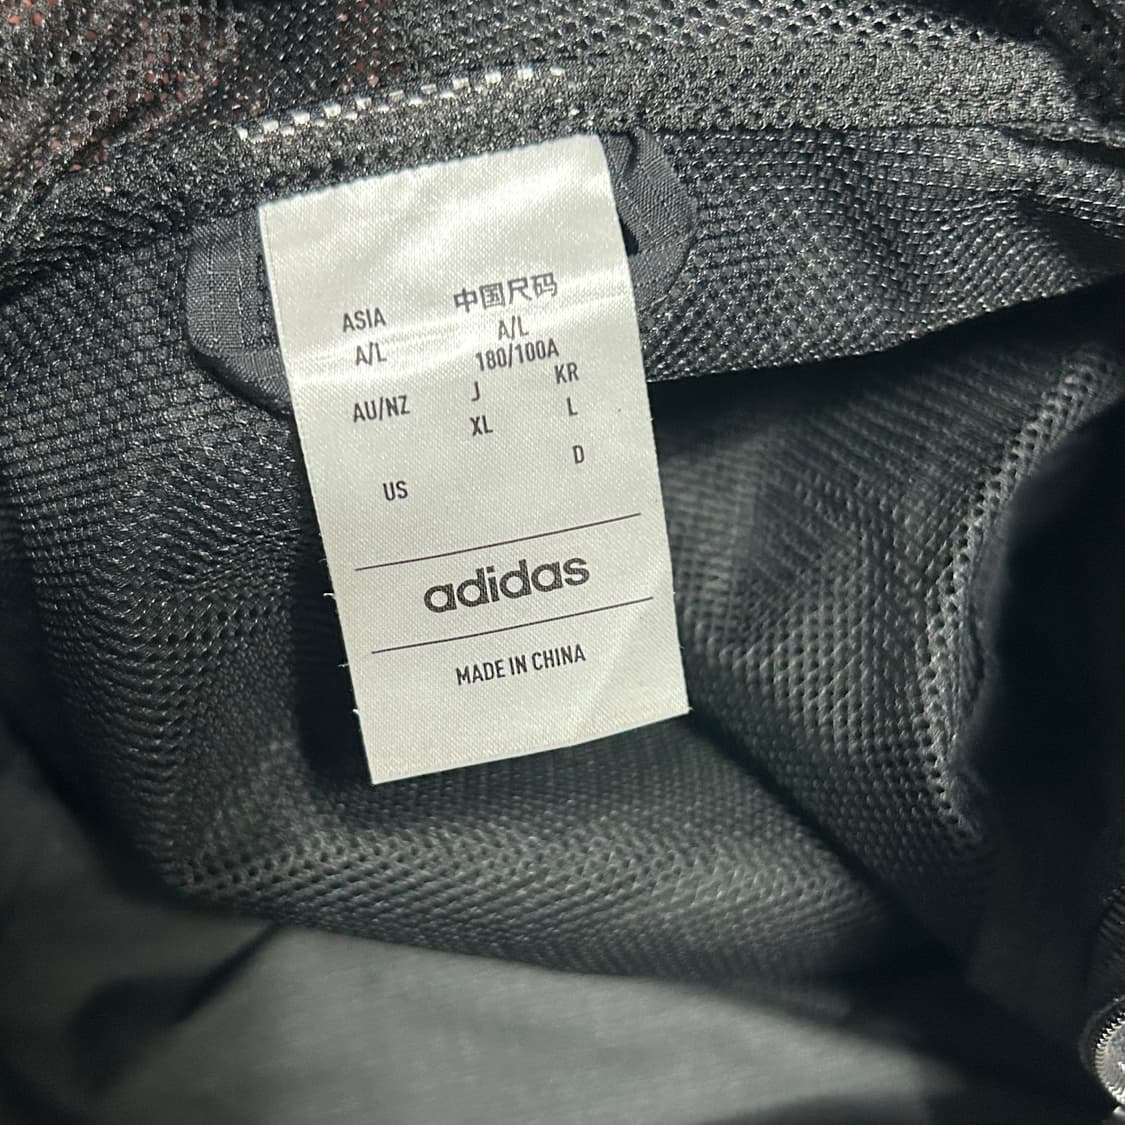 ASIA 中国尺码
A/L A/L
180/100A
AU/NZ J KR
XL L
US D
adidas
MADE IN CHINA